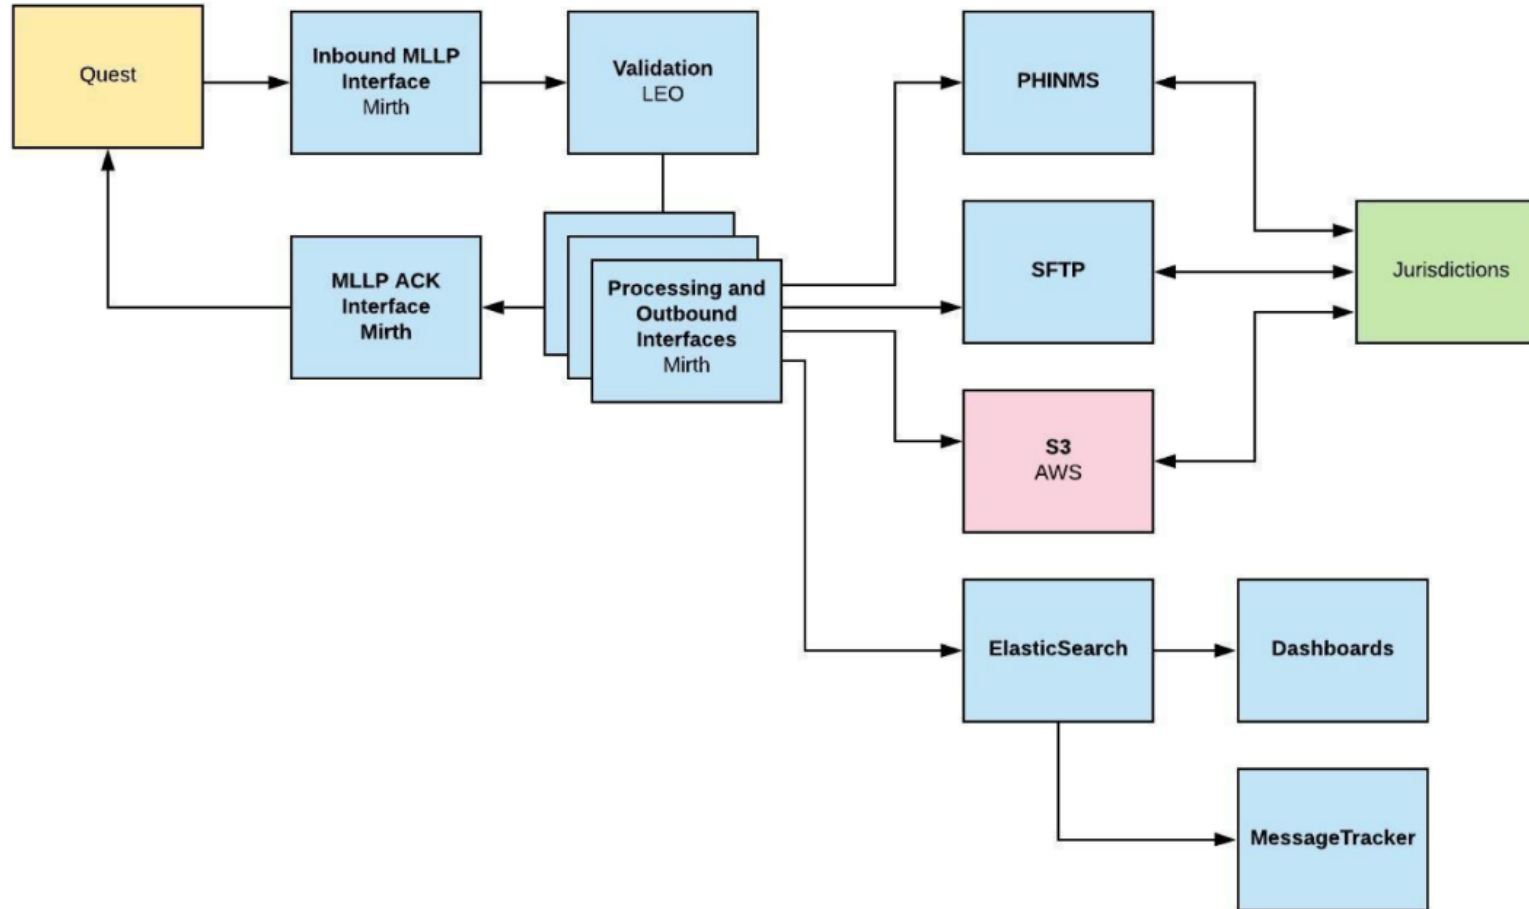 Quest
Inbound MLLP
Interface
Mirth
Validation
LEO
PHINMS
MLLP ACK
Interface
Mirth
Processing and
Outbound
Interfaces
Mirth
SFTP
Jurisdictions
S3
AWS
ElasticSearch
Dashboards
MessageTracker